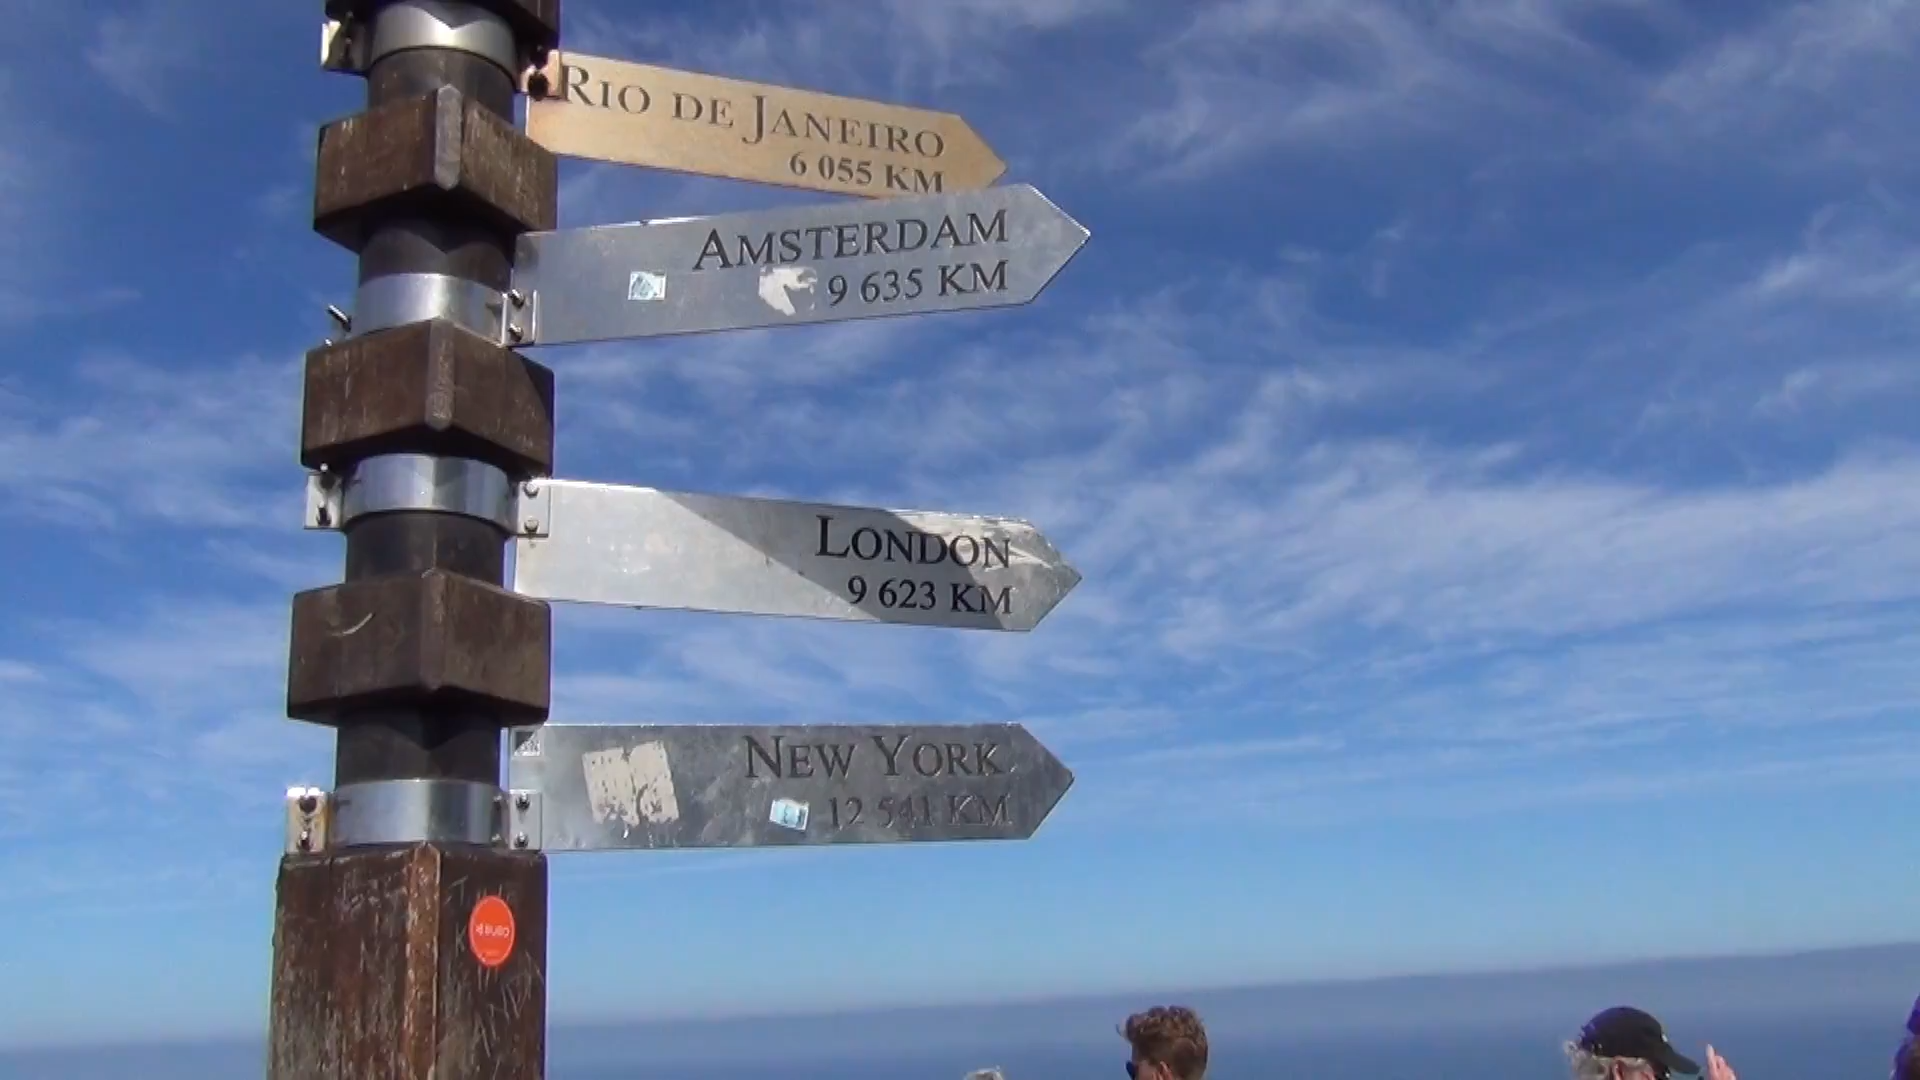 RIO DE JANEIRO
6 055 KM
AMSTERDAM
9 635 KM
LONDON
9 623 KM
NEW YORK
12 541 KM
BUBO